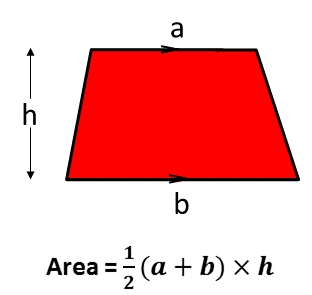 a
h
b
Area = 1/2 (a + b) × h